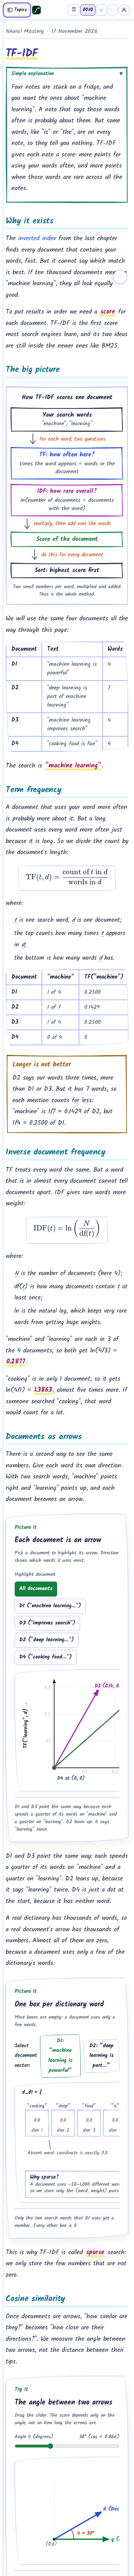 Topics
Neural Mastery · 17 November 2026
TF-IDF
Simple explanation
Four notes are stuck on a fridge, and
you want the ones about "machine
learning". A note that says those words
often is probably about them. But
some words, like "is" or "the", are on every
note, so they tell you nothing. TF-IDF
gives each note a score: more points for
using your words often, and more points
when those words are rare across all the
notes.
Why it exists
The inverted index from the last chapter
finds every document that contains your
words, fast. But it cannot say which match
is best. If ten thousand documents mention
"machine learning", they all look equally
good.
To put results in order we need a score for
each document. TF-IDF is the first score
most search engines learned, and its two ideas
are still inside the newer ones like BM25.
The big picture
How TF-IDF scores one document
Your search words
"machine", "learning"
for each word, two questions
TF: how often here?
times the word appears ÷ words in the
document
IDF: how rare overall?
ln(number of documents ÷ documents
with the word)
multiply, then add over the words
Score of the document
do this for every document
Sort: highest score first
Two small numbers per word, multiplied and added.
That is the whole method.
We will use the same four documents all the
way through this page:
Document Text Words
D1 "machine learning is
powerful" 4
D2 "deep learning is
part of machine
learning" 7
D3 "machine learning
improves search" 4
D4 "cooking food is fun" 4
The search is "machine learning".
Term frequency
A document that uses your word more often
is probably more about it. But a long
document uses every word more often just
because it is long. So we divide the count by
the document's length:
TF(t, d) = count of t in d / words in d
where:
t is one search word, d is one document;
the top counts how many times t appears
in d;
the bottom is how many words d has.
Document "machine" TF("machine")
D1 1 of 4 0.2500
D2 1 of 7 0.1429
D3 1 of 4 0.2500
D4 0 of 4 0
Longer is not better
D2 says our words three times, more
than D1 or D3. But it has 7 words, so
each mention counts for less:
"machine" is 1/7 = 0.1429 of D2, but
1/4 = 0.2500 of D1.
Inverse document frequency
TF treats every word the same. But a word
that is in almost every document cannot tell
documents apart. IDF gives rare words more
weight:
IDF(t) = ln(N / df(t))
where:
N is the number of documents (here 4);
df(t) is how many documents contain t at
least once;
ln is the natural log, which keeps very rare
words from getting huge weights.
"machine" and "learning" are each in 3 of
the 4 documents, so both get ln(4/3) =
0.2877.
"cooking" is in only 1 document, so it gets
ln(4/1) = 1.3863, almost five times more. If
someone searched "cooking", that word
would count for a lot.
Documents as arrows
There is a second way to see the same
numbers. Give each word its own direction.
With two search words, "machine" points
right and "learning" points up, and each
document becomes an arrow.
Picture it
Each document is an arrow
Pick a document to highlight its arrow. Direction
shows which words it uses most.
Highlight document
All documents
D1 ("machine learning...")
D3 ("improves search")
D2 ("deep learning...")
D4 ("cooking food...")
TF("learning", d) →
D4 at (0, 0)
D1 and D3 point the same way because each
spends a quarter of its words on "machine" and
a quarter on "learning". D2 leans up: it says
"learning" twice.
D1 and D3 point the same way: each
spends a quarter of its words on "machine"
and a quarter on "learning". D2 leans up,
because it says "learning" twice. D4 is just a dot at
the start, because it has neither word.
A real dictionary has thousands of words,
so a real document's arrow has thousands of
numbers. Almost all of them are zero,
because a document uses only a few of the
dictionary's words:
Picture it
One box per dictionary word
Most boxes are empty: a document uses only a
few words.
Select
document
vector:
D1:
"machine
learning is
powerful"
D2: "deep
learning is
part..."
"cooking" "deep" "food" "is"
0.0 0.0 0.0
dim 1 dim 2 dim 3
Absent word: coordinate is exactly 0.0
Why sparse?
Only the two search words that D1 uses get a
number. Every other box is 0.
This is why TF-IDF is called sparse search:
we only store the few numbers that are not
zero.
Cosine similarity
Once documents are arrows, "how similar are
they?" becomes "how close are their
directions?". We measure the angle between
two arrows, not the distance between their
tips.
Try it
The angle between two arrows
Drag the slider. The score depends only on the
angle, not on how long the arrows are.
Angle θ (degrees) 30° (cos = 0.866)
θ = 30°
(0,0)